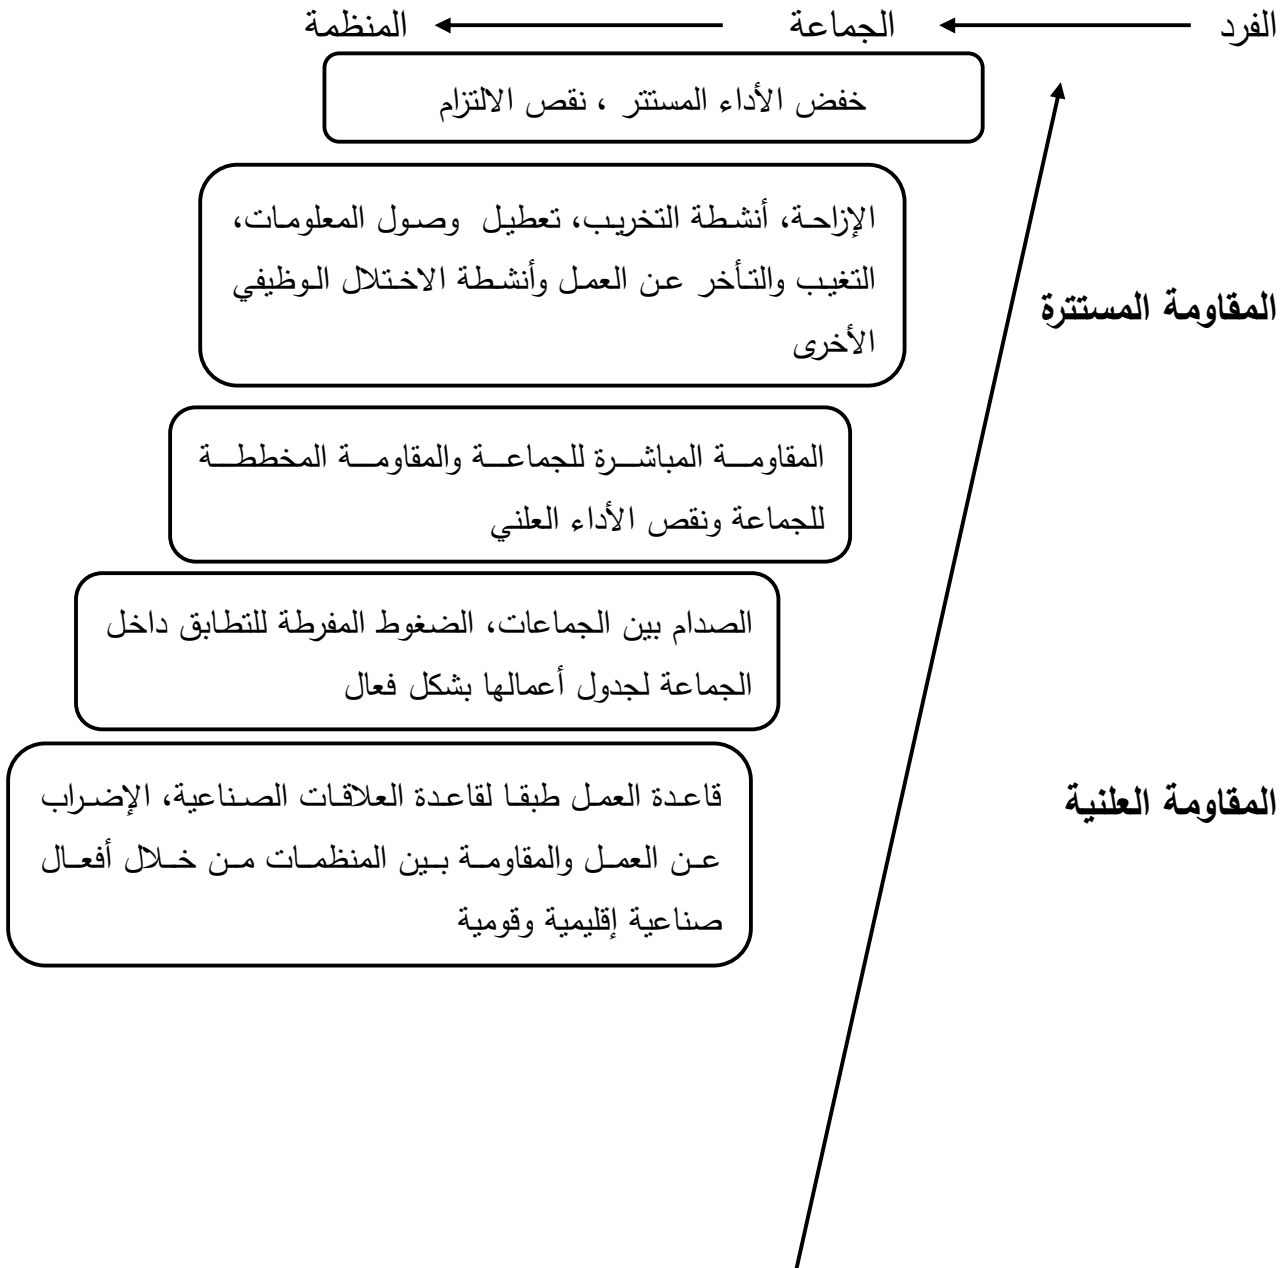 الفرد الجماعة المنظمة
خفض الأداء المستتر ، نقص الالتزام
الإزاحة، أنشطة التخريب، تعطيل وصول المعلومات،
التغيب والتأخر عن العمل وأنشطة الاختلال الوظيفي
الأخرى
المقاومة المستترة
المقاومة المباشرة للجماعة والمقاومة المخططة
للجماعة ونقص الأداء العلني
الصدام بين الجماعات، الضغوط المفرطة للتطابق داخل
الجماعة لجدول أعمالها بشكل فعال
المقاومة العلنية
قاعدة العمل طبقا لقاعدة العلاقات الصناعية، الإضراب
عن العمل والمقاومة بين المنظمات من خلال أفعال
صناعية إقليمية وقومية